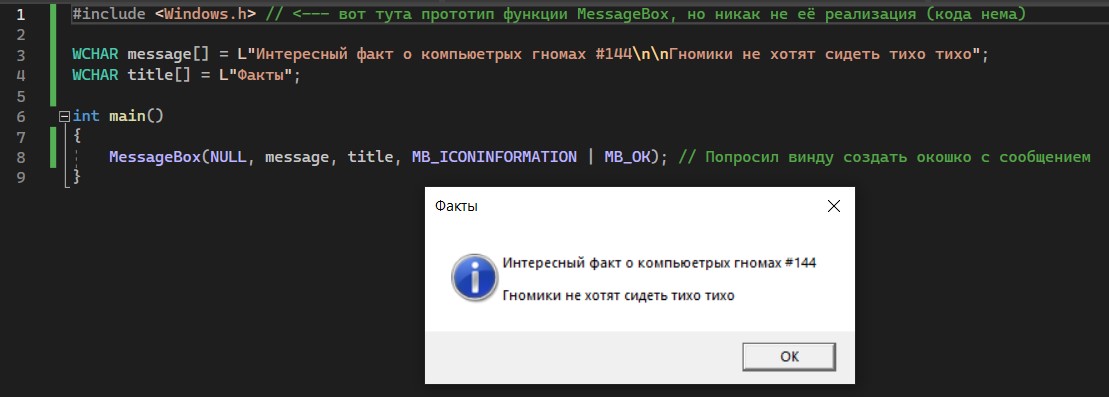 1 #include <Windows.h> // <--- вот тута прототип функции MessageBox, но никак не её реализация (кода нема)
2
3 WCHAR message[] = L"Интересный факт о компьюетрых гномах #144\n\nГномики не хотят сидеть тихо тихо";
4 WCHAR title[] = L"Факты";
5
6 int main()
7 {
8 MessageBox(NULL, message, title, MB_ICONINFORMATION | MB_OK); // Попросил винду создать окошко с сообщением
9 }
Факты
Интересный факт о компьюетрых гномах #144
Гномики не хотят сидеть тихо тихо
OK